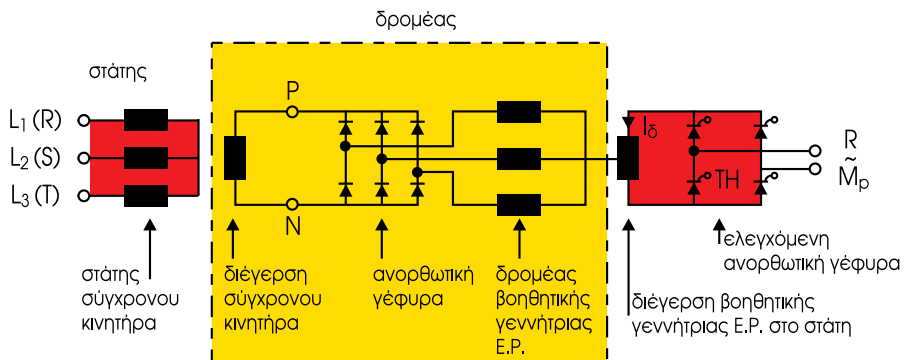 δρομέας
στάτης
L₁ (R)
L₂ (S)
L₃ (T)
P
N
I_δ
TH
R
M̃ₚ
στάτης
σύγχρονου
κινητήρα
διέγερση
σύγχρονου
κινητήρα
ανορθωτική
γέφυρα
δρομέας
βοηθητικής
γεννήτριας
Ε.Ρ.
διέγερση βοηθητικής
γεννήτριας Ε.Ρ. στο στάτη
ελεγχόμενη
ανορθωτική γέφυρα